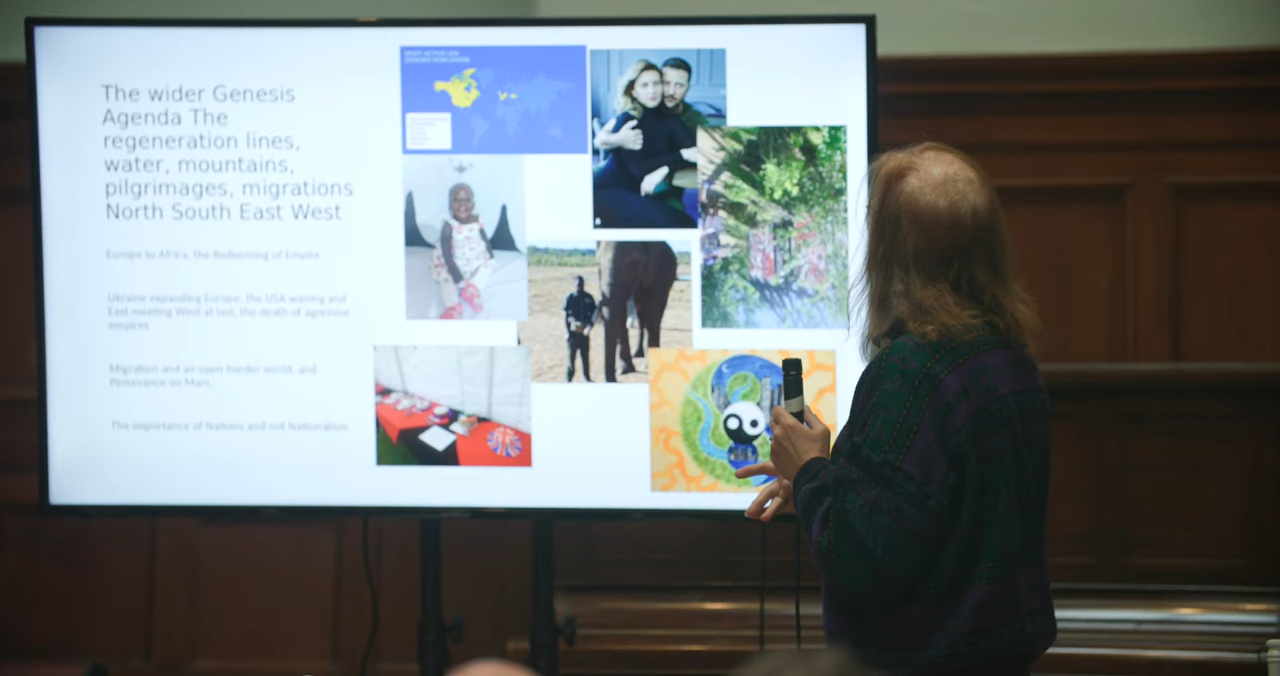 The wider Genesis
Agenda The
regeneration lines,
water, mountains,
pilgrimages, migrations
North South East West
Europe to Africa, the Redeeming of Empire
Ukraine expanding Europe, the USA waning and
East meeting West at last, the death of agressive
empires
Migration and an open border world, and
Persevance on Mars,
The importance of Nations and not Nationalism